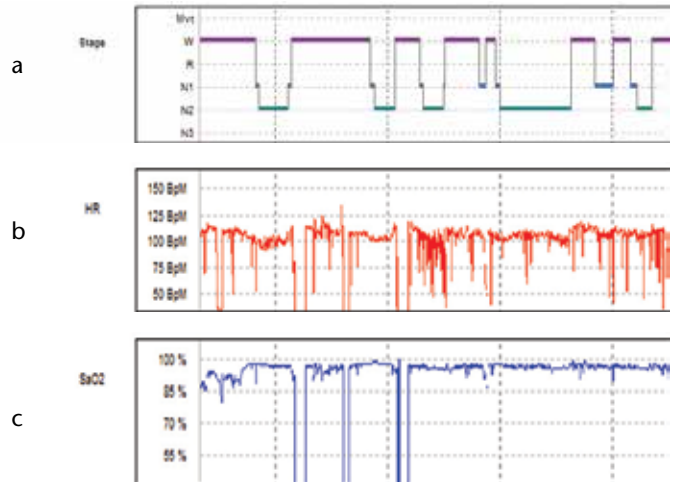 a
Stage
Mvt
W
R
N1
N2
N3
b
HR
150 BpM
125 BpM
100 BpM
75 BpM
50 BpM
c
SaO2
100 %
85 %
70 %
55 %